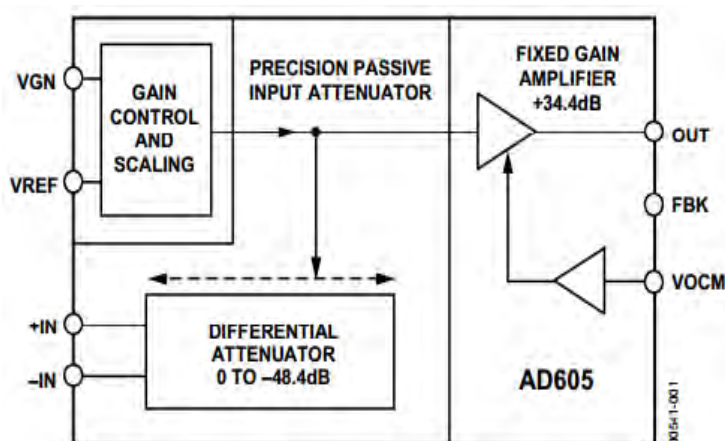 VGN
VREF
GAIN
CONTROL
AND
SCALING
PRECISION PASSIVE
INPUT ATTENUATOR
FIXED GAIN
AMPLIFIER
+34.4dB
OUT
FBK
VOCM
+IN
–IN
DIFFERENTIAL
ATTENUATOR
0 TO –48.4dB
AD605